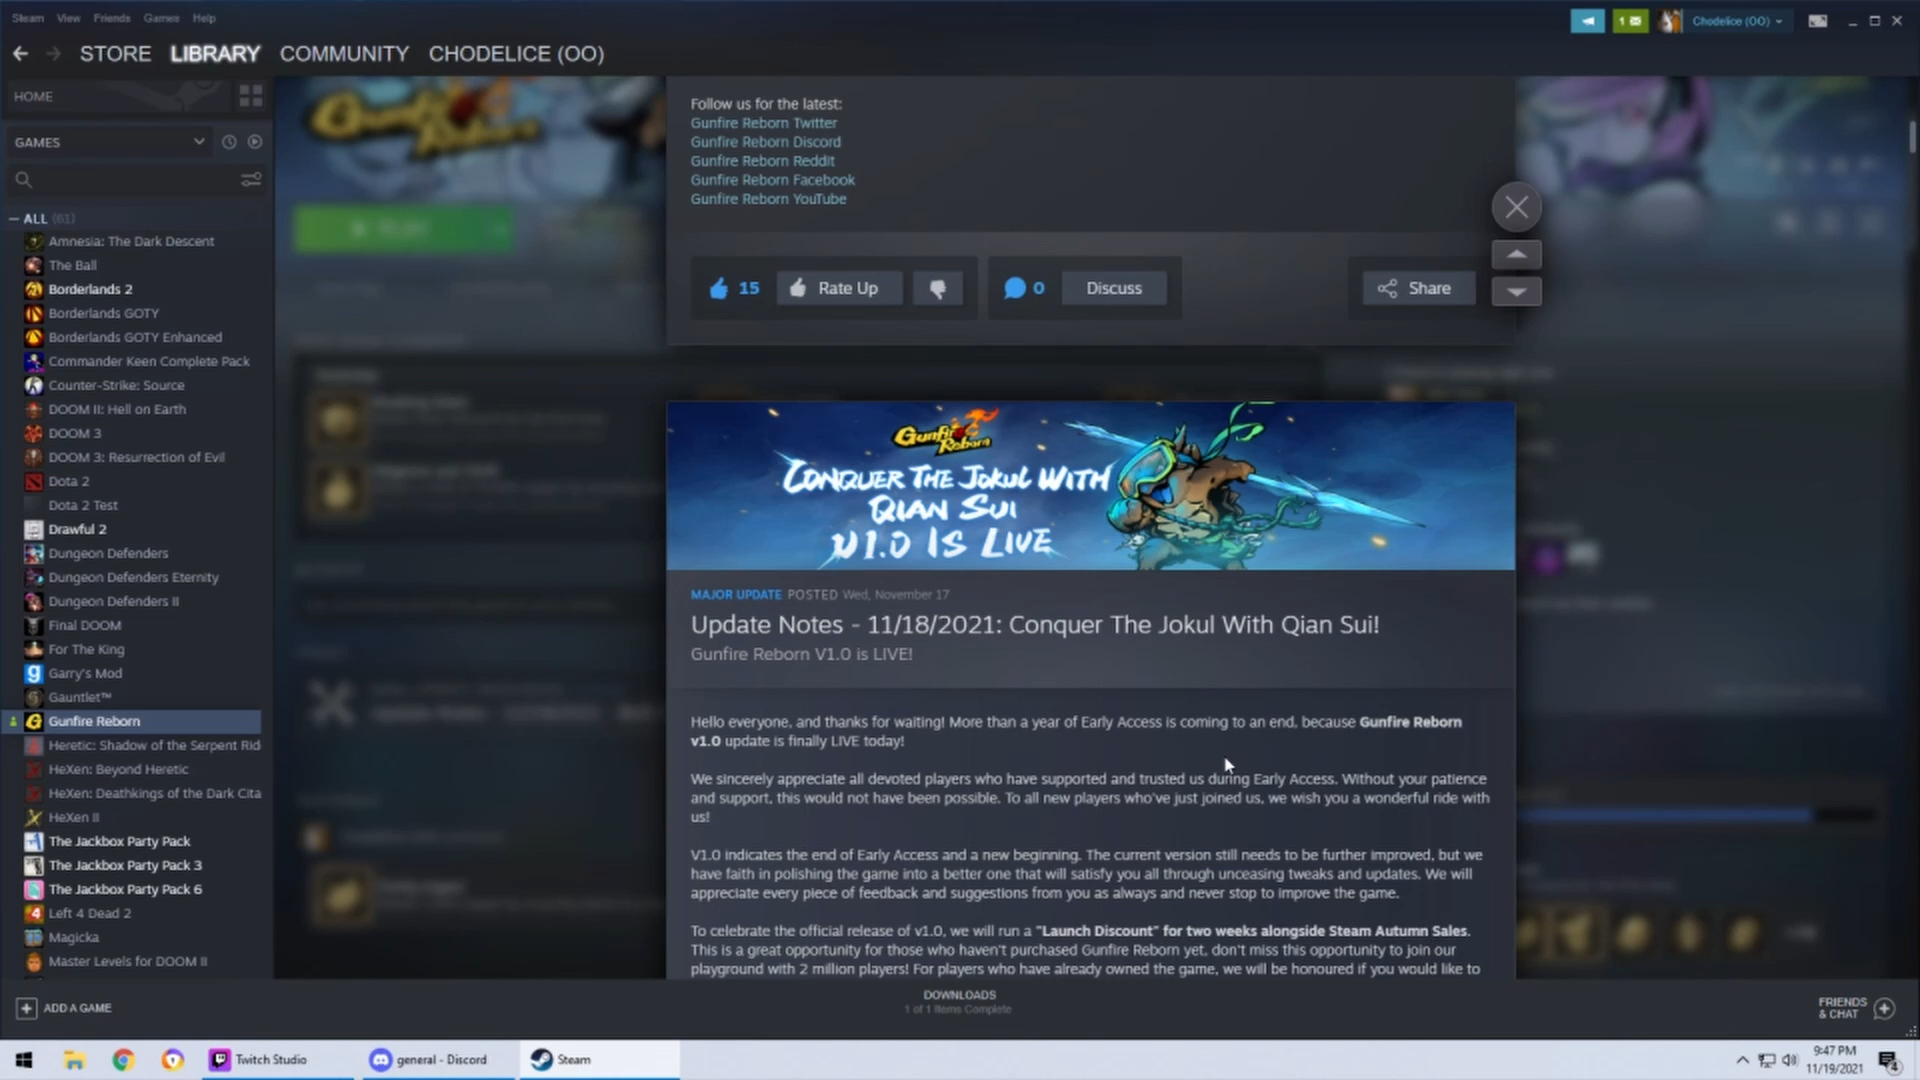 Steam View Friends Games Help
1
Chodelice (OO)
STORE LIBRARY COMMUNITY CHODELICE (OO)
HOME
GAMES
ALL (61)
Amnesia: The Dark Descent
The Ball
Borderlands 2
Borderlands GOTY
Borderlands GOTY Enhanced
Commander Keen Complete Pack
Counter-Strike: Source
DOOM II: Hell on Earth
DOOM 3
DOOM 3: Resurrection of Evil
Dota 2
Dota 2 Test
Drawful 2
Dungeon Defenders
Dungeon Defenders Eternity
Dungeon Defenders II
Final DOOM
For The King
Garry's Mod
Gauntlet™
Gunfire Reborn
Heretic: Shadow of the Serpent Rid
HeXen: Beyond Heretic
HeXen: Deathkings of the Dark Cita
HeXen II
The Jackbox Party Pack
The Jackbox Party Pack 3
The Jackbox Party Pack 6
Left 4 Dead 2
Magicka
Master Levels for DOOM II
ADD A GAME
Follow us for the latest:
Gunfire Reborn Twitter
Gunfire Reborn Discord
Gunfire Reborn Reddit
Gunfire Reborn Facebook
Gunfire Reborn YouTube
15 Rate Up 0 Discuss Share
Gunfire
Reborn
CONQUER THE JOKUL WITH
QIAN SUI
V1.0 IS LIVE
MAJOR UPDATE POSTED Wed, November 17
Update Notes - 11/18/2021: Conquer The Jokul With Qian Sui!
Gunfire Reborn V1.0 is LIVE!
Hello everyone, and thanks for waiting! More than a year of Early Access is coming to an end, because Gunfire Reborn
v1.0 update is finally LIVE today!
We sincerely appreciate all devoted players who have supported and trusted us during Early Access. Without your patience
and support, this would not have been possible. To all new players who've just joined us, we wish you a wonderful ride with
us!
V1.0 indicates the end of Early Access and a new beginning. The current version still needs to be further improved, but we
have faith in polishing the game into a better one that will satisfy you all through unceasing tweaks and updates. We will
appreciate every piece of feedback and suggestions from you as always and never stop to improve the game.
To celebrate the official release of v1.0, we will run a "Launch Discount" for two weeks alongside Steam Autumn Sales.
This is a great opportunity for those who haven't purchased Gunfire Reborn yet, don't miss this opportunity to join our
playground with 2 million players! For players who have already owned the game, we will be honoured if you would like to
DOWNLOADS
1 of 1 Items Complete
FRIENDS
& CHAT
Twitch Studio
general - Discord
Steam
9:47 PM
11/19/2021
4